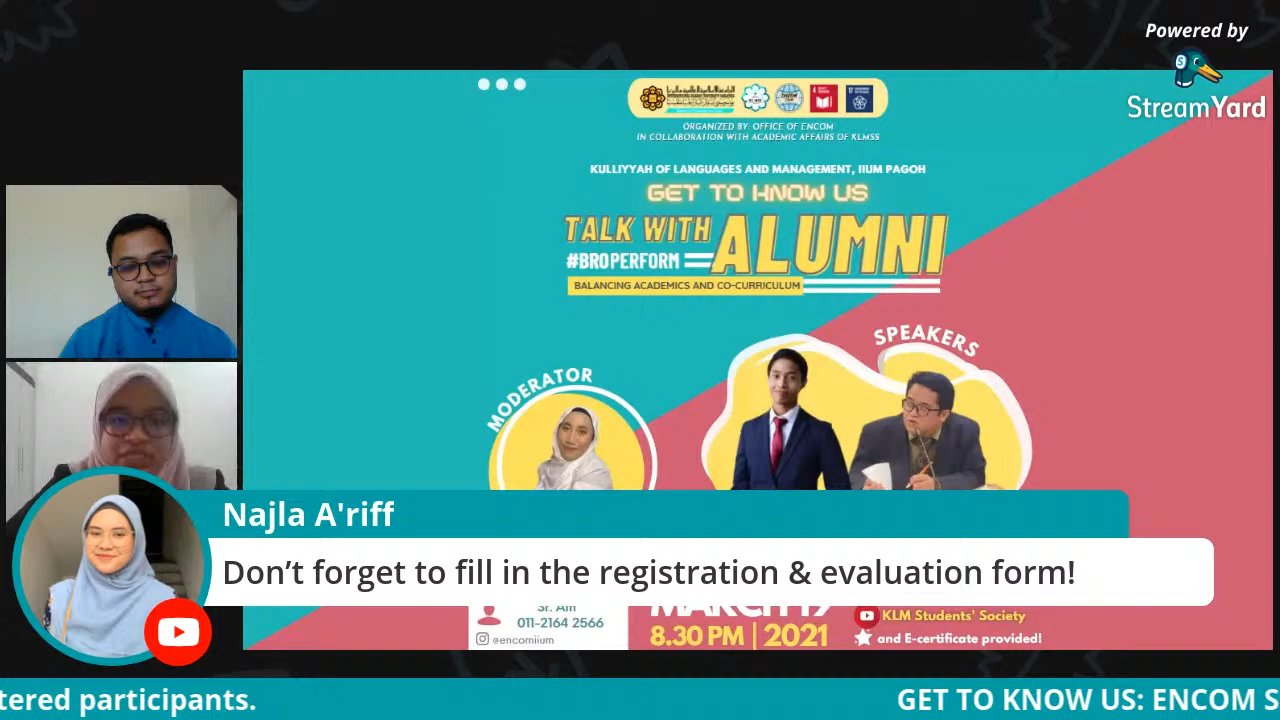 Powered by
StreamYard
ORGANIZED BY: OFFICE OF ENCOM
IN COLLABORATION WITH ACADEMIC AFFAIRS OF KLMSS
KULLIYYAH OF LANGUAGES AND MANAGEMENT, IIUM PAGOH
GET TO KNOW US
TALK WITH ALUMNI
#BROPERFORM
BALANCING ACADEMICS AND CO-CURRICULUM
SPEAKERS
MODERATOR
Najla A'riff
Don’t forget to fill in the registration & evaluation form!
Sr. Ain
011-2164 2566
@encomiium
8.30 PM | 2021
KLM Students' Society
and E-certificate provided!
tered participants.
GET TO KNOW US: ENCOM S